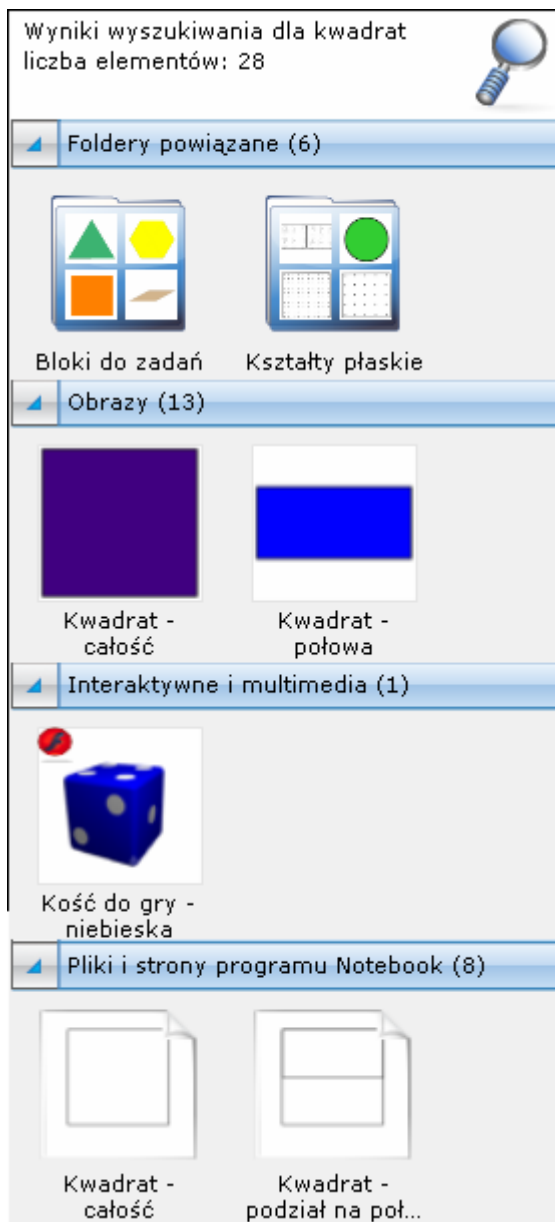 Wyniki wyszukiwania dla kwadrat
liczba elementów: 28
Foldery powiązane (6)
Bloki do zadań
Kształty płaskie
Obrazy (13)
Kwadrat -
całość
Kwadrat -
połowa
Interaktywne i multimedia (1)
Kość do gry -
niebieska
Pliki i strony programu Notebook (8)
Kwadrat -
całość
Kwadrat -
podział na poł...